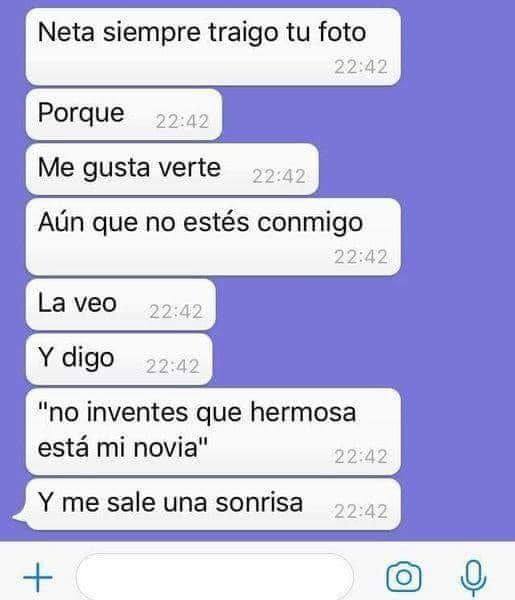 Neta siempre traigo tu foto
22:42
Porque 22:42
Me gusta verte 22:42
Aún que no estés conmigo
22:42
La veo 22:42
Y digo 22:42
"no inventes que hermosa
está mi novia" 22:42
Y me sale una sonrisa 22:42